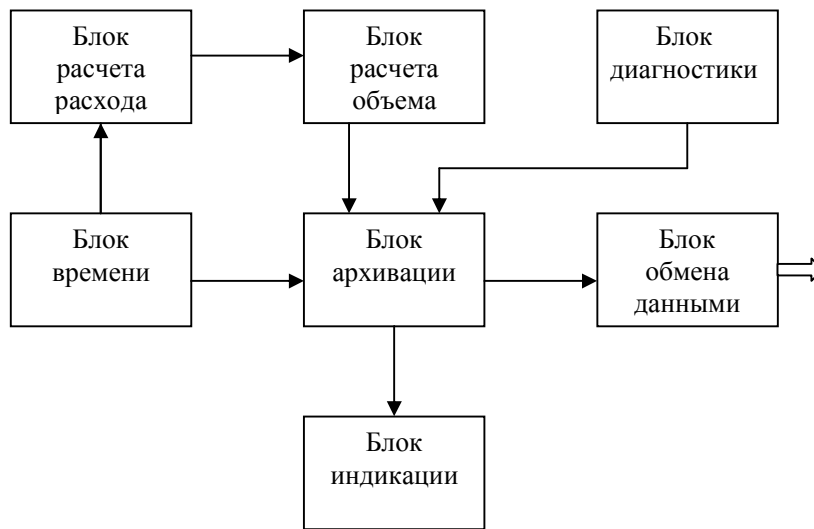 Блок
расчета
расхода
Блок
расчета
объема
Блок
диагностики
Блок
времени
Блок
архивации
Блок
обмена
данными
Блок
индикации